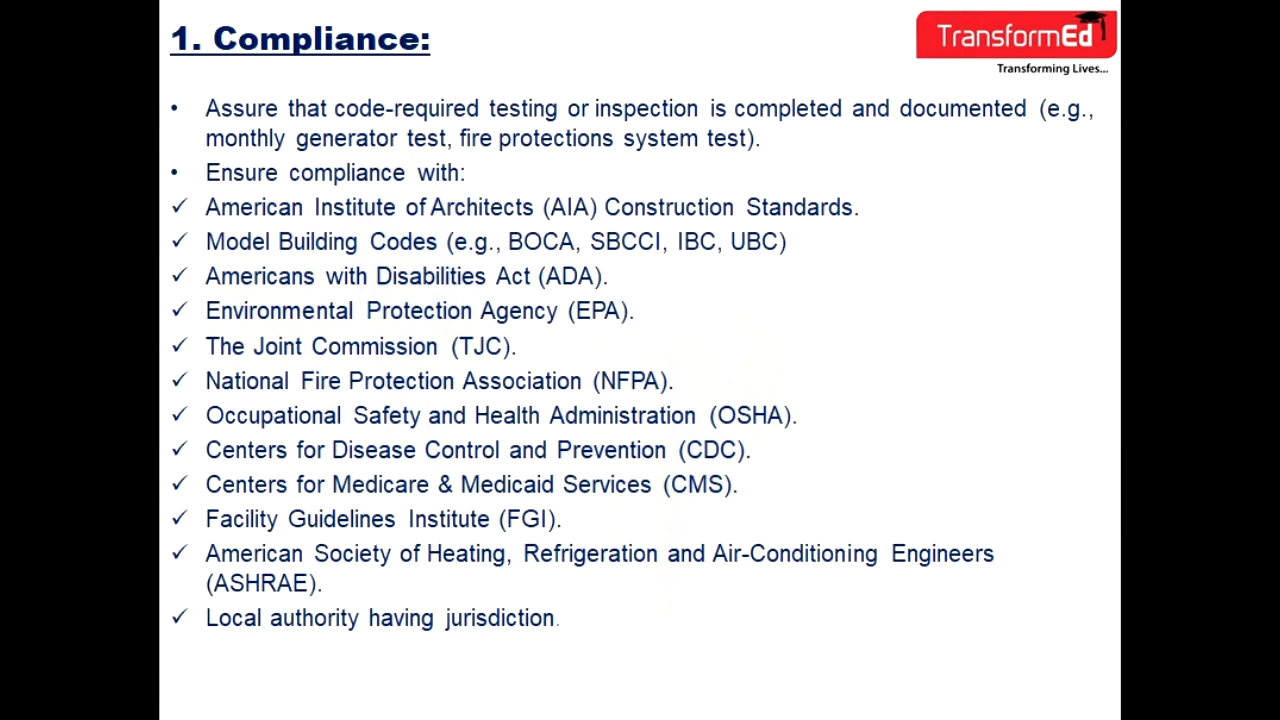 1. Compliance:
TransformEd
Transforming Lives...
• Assure that code-required testing or inspection is completed and documented (e.g.,
monthly generator test, fire protections system test).
• Ensure compliance with:
✓ American Institute of Architects (AIA) Construction Standards.
✓ Model Building Codes (e.g., BOCA, SBCCI, IBC, UBC)
✓ Americans with Disabilities Act (ADA).
✓ Environmental Protection Agency (EPA).
✓ The Joint Commission (TJC).
✓ National Fire Protection Association (NFPA).
✓ Occupational Safety and Health Administration (OSHA).
✓ Centers for Disease Control and Prevention (CDC).
✓ Centers for Medicare & Medicaid Services (CMS).
✓ Facility Guidelines Institute (FGI).
✓ American Society of Heating, Refrigeration and Air-Conditioning Engineers
(ASHRAE).
✓ Local authority having jurisdiction.